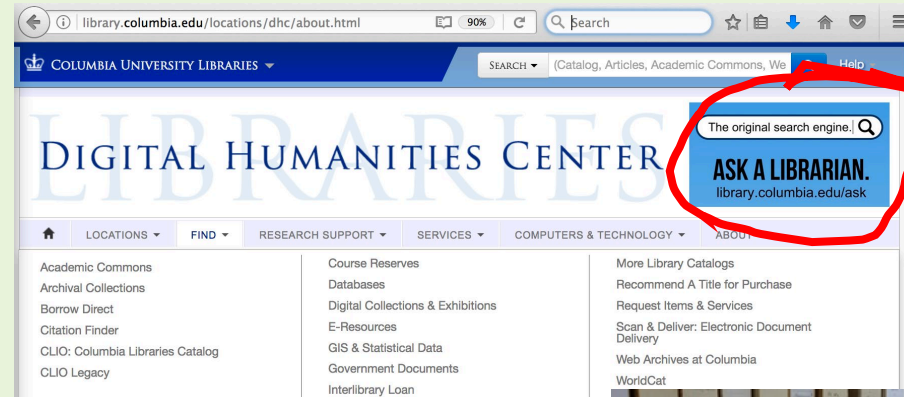 library.columbia.edu/locations/dhc/about.html 90% Search
COLUMBIA UNIVERSITY LIBRARIES SEARCH (Catalog, Articles, Academic Commons, We Help
LIBRARIES
DIGITAL HUMANITIES CENTER
The original search engine.
ASK A LIBRARIAN.
library.columbia.edu/ask
LOCATIONS FIND RESEARCH SUPPORT SERVICES COMPUTERS & TECHNOLOGY ABOUT
Academic Commons
Archival Collections
Borrow Direct
Citation Finder
CLIO: Columbia Libraries Catalog
CLIO Legacy
Course Reserves
Databases
Digital Collections & Exhibitions
E-Resources
GIS & Statistical Data
Government Documents
Interlibrary Loan
More Library Catalogs
Recommend A Title for Purchase
Request Items & Services
Scan & Deliver: Electronic Document
Delivery
Web Archives at Columbia
WorldCat